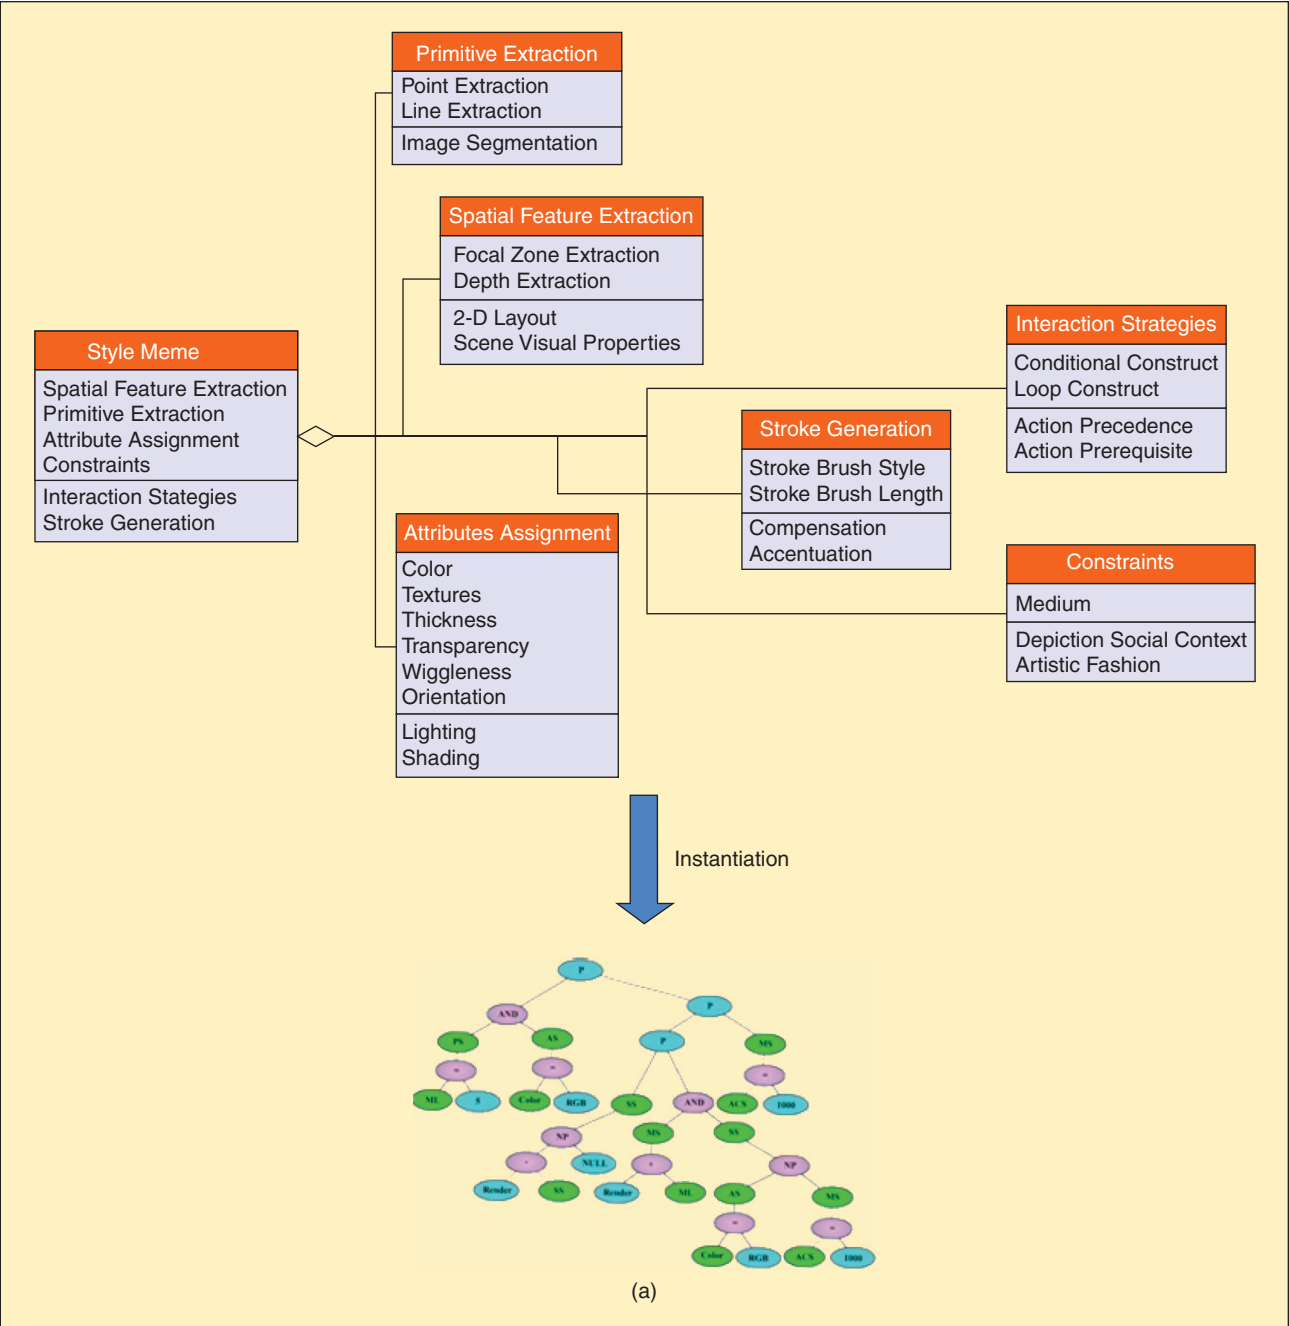 Primitive Extraction
Point Extraction
Line Extraction
Image Segmentation
Spatial Feature Extraction
Focal Zone Extraction
Depth Extraction
2-D Layout
Scene Visual Properties
Style Meme
Spatial Feature Extraction
Primitive Extraction
Attribute Assignment
Constraints
Interaction Stategies
Stroke Generation
Interaction Strategies
Conditional Construct
Loop Construct
Action Precedence
Action Prerequisite
Stroke Generation
Stroke Brush Style
Stroke Brush Length
Compensation
Accentuation
Attributes Assignment
Color
Textures
Thickness
Transparency
Wiggleness
Orientation
Lighting
Shading
Constraints
Medium
Depiction Social Context
Artistic Fashion
Instantiation
P
AND
P
PS
AS
P
MS
=
=
=
ML
5
Color
RGB
SS
AND
ACS
1000
NP
MS
SS
NULL
NP
Render
SS
Render
ML
AS
MS
=
=
Color
RGB
ACS
1000
(a)